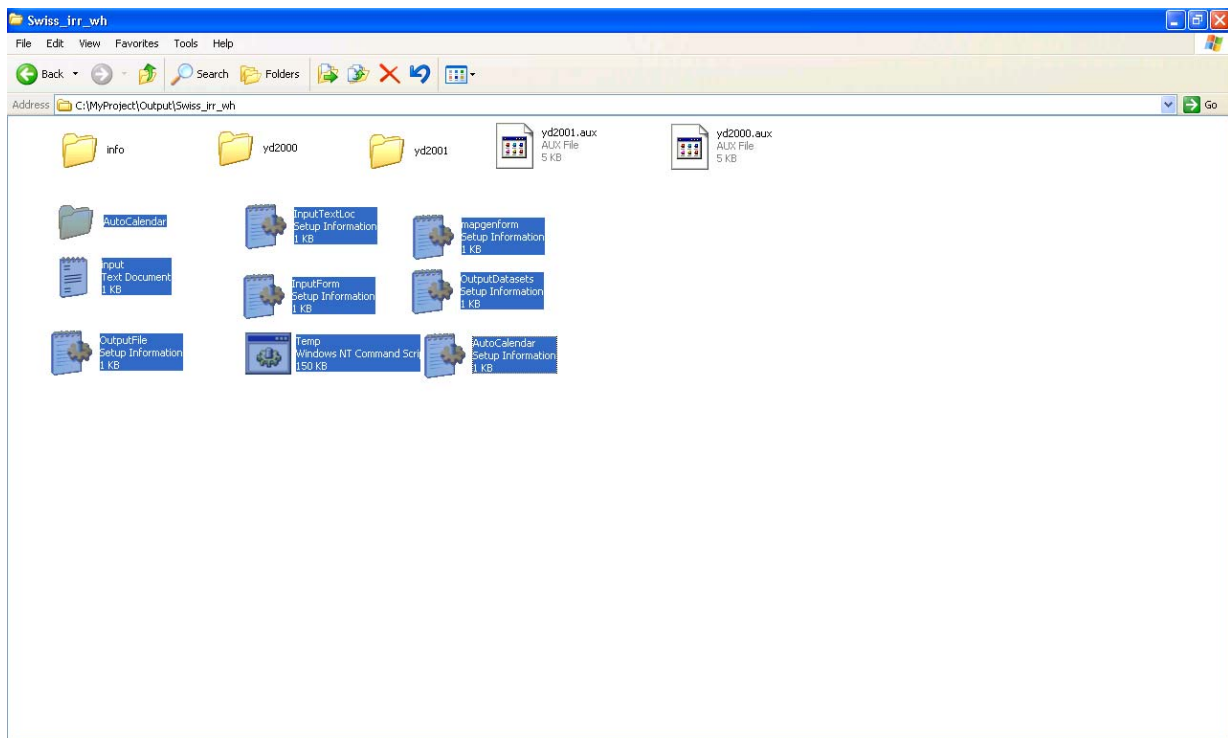 Swiss_irr_wh
File Edit View Favorites Tools Help
Back Search Folders
Address C:\MyProject\Output\Swiss_irr_wh Go
info
yd2000
yd2001
yd2001.aux
AUX File
5 KB
yd2000.aux
AUX File
5 KB
AutoCalendar
InputTextLoc
Setup Information
1 KB
mapgenform
Setup Information
1 KB
input
Text Document
1 KB
InputForm
Setup Information
1 KB
OutputDatasets
Setup Information
1 KB
OutputFile
Setup Information
1 KB
Temp
Windows NT Command Scri
150 KB
AutoCalendar
Setup Information
1 KB